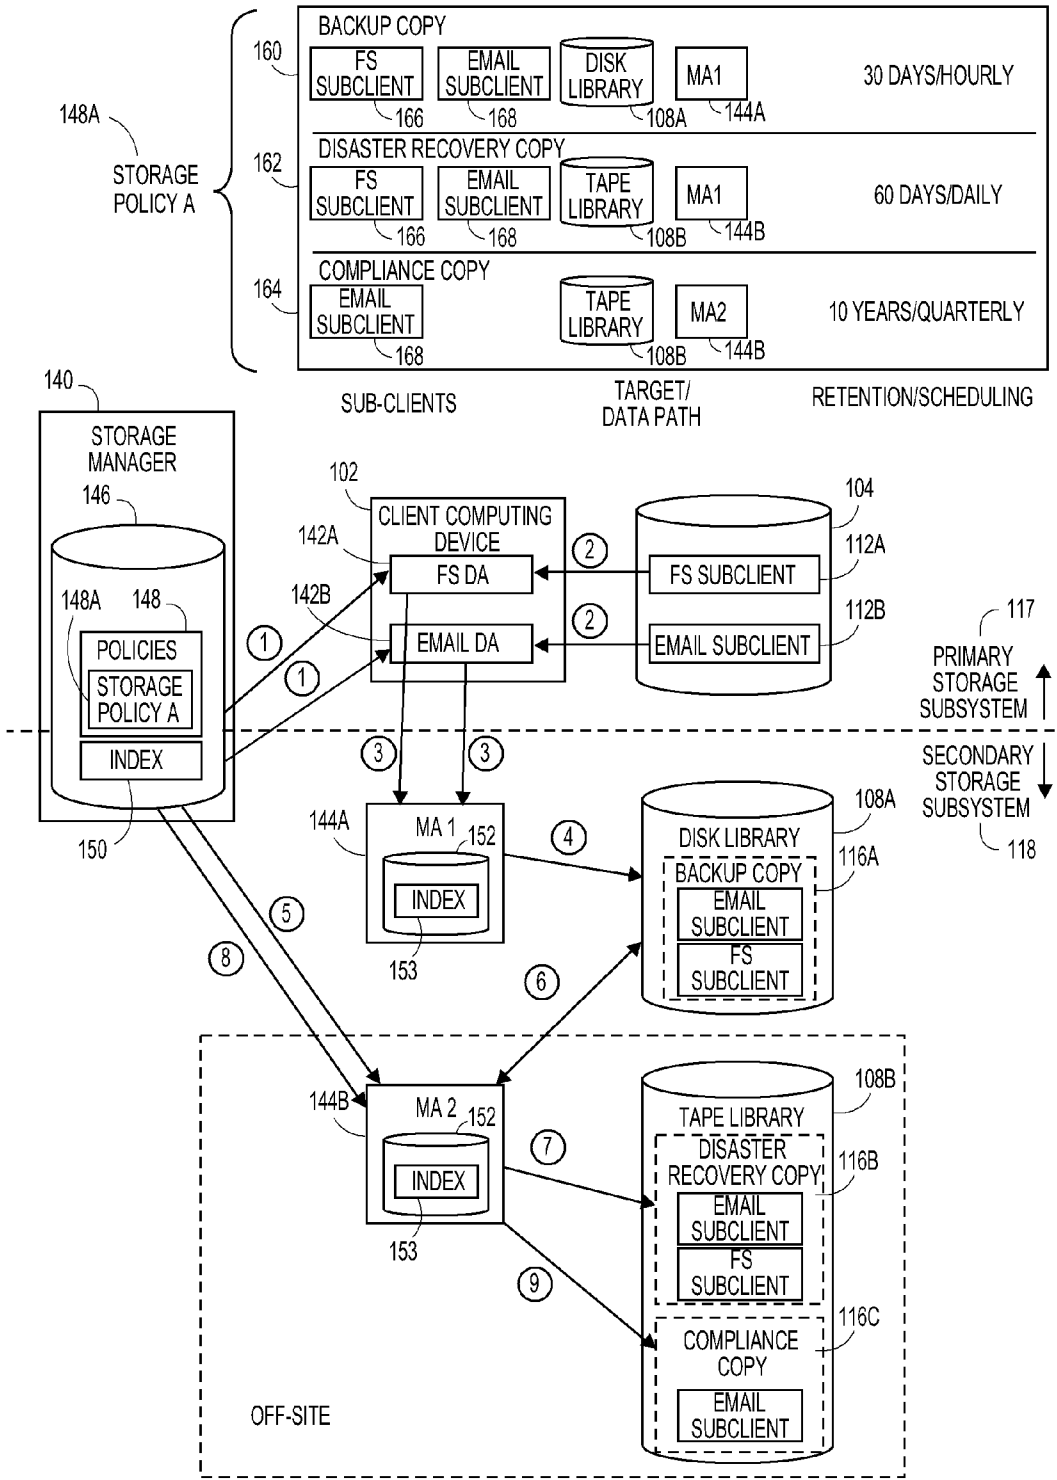 BACKUP COPY
160
FS SUBCLIENT
EMAIL SUBCLIENT
DISK LIBRARY
MA1
30 DAYS/HOURLY
166
168
108A
144A
148A
STORAGE POLICY A
DISASTER RECOVERY COPY
162
FS SUBCLIENT
EMAIL SUBCLIENT
TAPE LIBRARY
MA1
60 DAYS/DAILY
166
168
108B
144B
COMPLIANCE COPY
164
EMAIL SUBCLIENT
TAPE LIBRARY
MA2
10 YEARS/QUARTERLY
168
108B
144B
SUB-CLIENTS
TARGET/
DATA PATH
RETENTION/SCHEDULING
140
STORAGE
MANAGER
146
148A
148
POLICIES
STORAGE
POLICY A
INDEX
150
102
CLIENT COMPUTING
DEVICE
142A
FS DA
142B
EMAIL DA
104
112A
FS SUBCLIENT
112B
EMAIL SUBCLIENT
1
1
2
2
117
PRIMARY
STORAGE
SUBSYSTEM
SECONDARY
STORAGE
SUBSYSTEM
118
3
3
144A
MA 1
152
INDEX
153
4
108A
DISK LIBRARY
116A
BACKUP COPY
EMAIL
SUBCLIENT
FS
SUBCLIENT
5
8
6
144B
MA 2
152
INDEX
153
7
9
108B
TAPE LIBRARY
DISASTER
RECOVERY COPY
116B
EMAIL
SUBCLIENT
FS
SUBCLIENT
116C
COMPLIANCE
COPY
EMAIL
SUBCLIENT
OFF-SITE